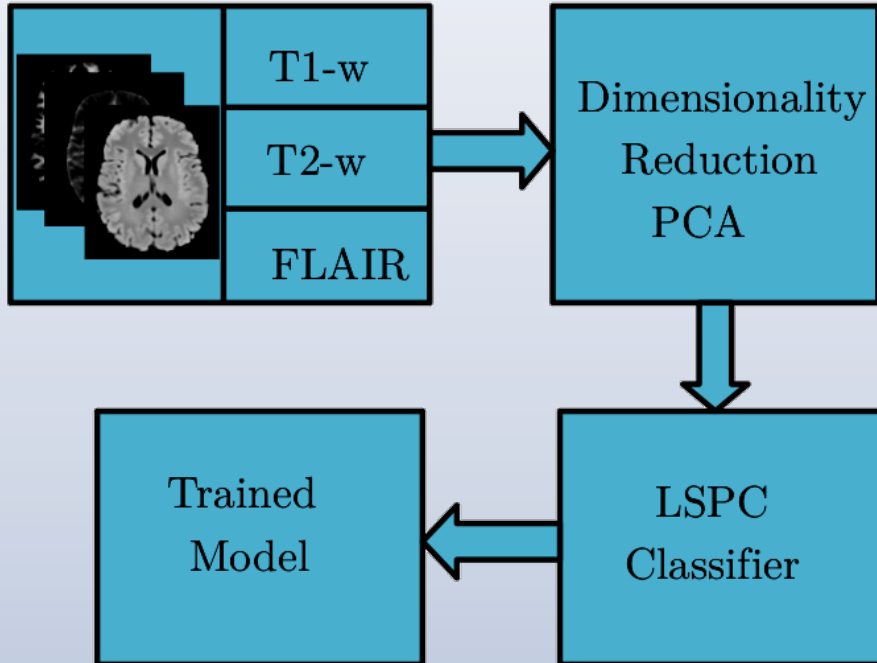 T1-w
T2-w
FLAIR
Dimensionality
Reduction
PCA
LSPC
Classifier
Trained
Model